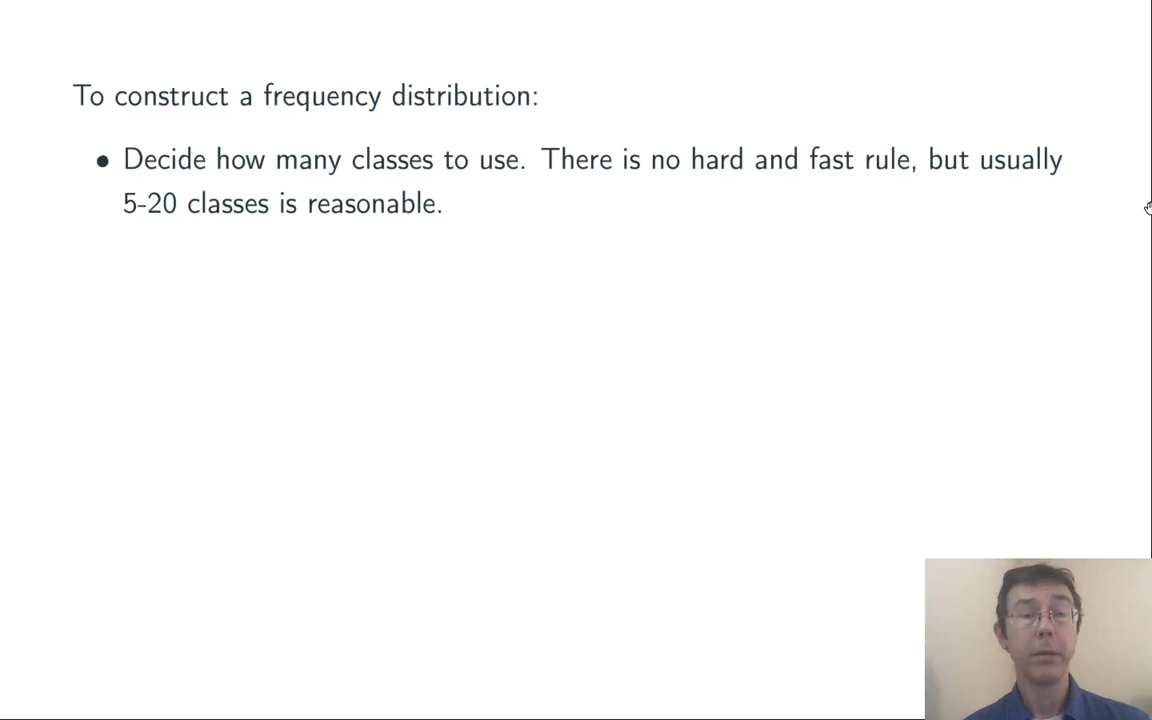 To construct a frequency distribution:
• Decide how many classes to use. There is no hard and fast rule, but usually
5-20 classes is reasonable.